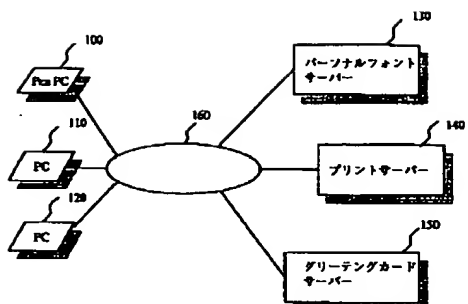 100
Pen PC
110
PC
120
PC
160
130
パーソナルフォント
サーバー
140
プリントサーバー
150
グリーテングカード
サーバー